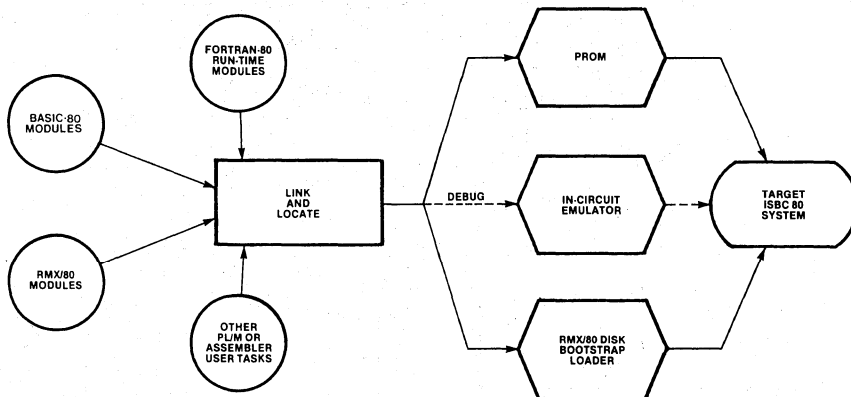 FORTRAN-80
RUN-TIME
MODULES
BASIC-80
MODULES
RMX/80
MODULES
OTHER
PL/M OR
ASSEMBLER
USER TASKS
LINK
AND
LOCATE
DEBUG
PROM
IN-CIRCUIT
EMULATOR
RMX/80 DISK
BOOTSTRAP
LOADER
TARGET
ISBC 80
SYSTEM